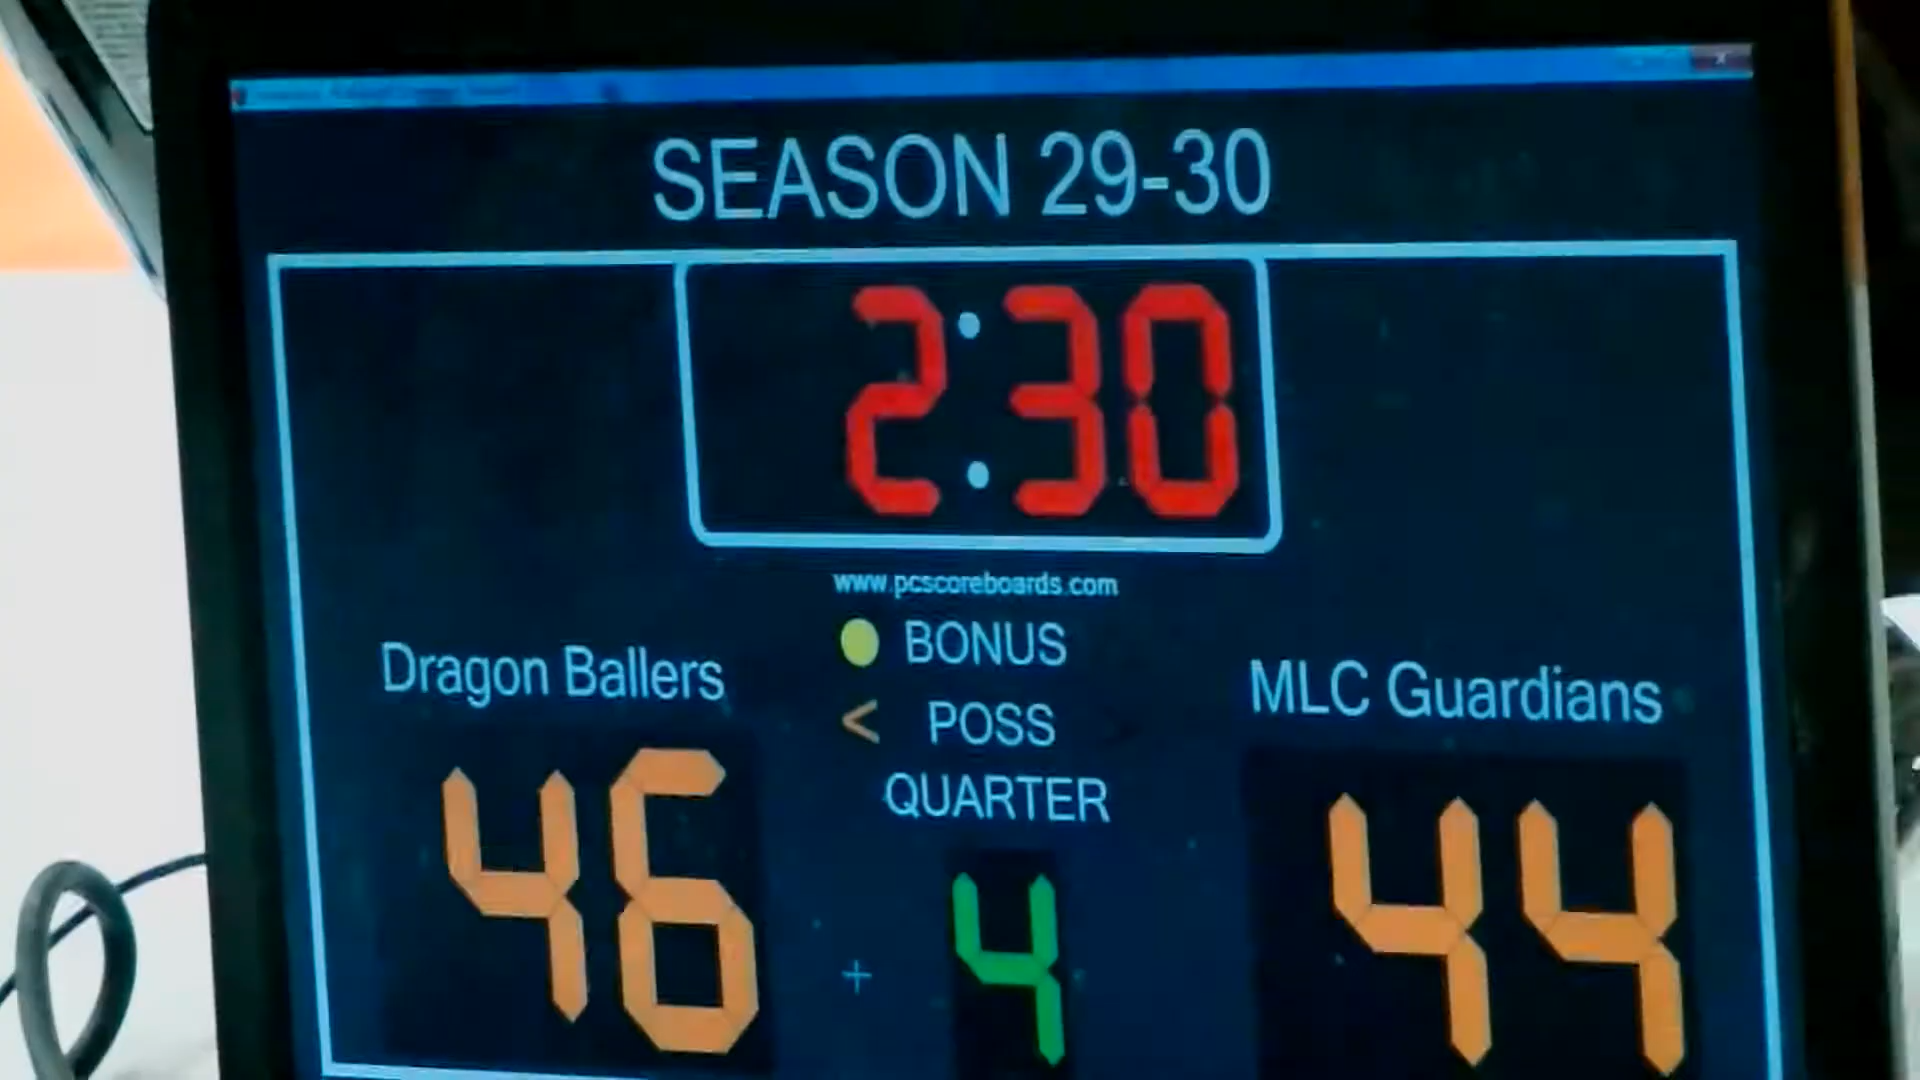 SEASON 29-30
2:30
www.pcscoreboards.com
BONUS
Dragon Ballers
MLC Guardians
< POSS
QUARTER
46
4
44
+